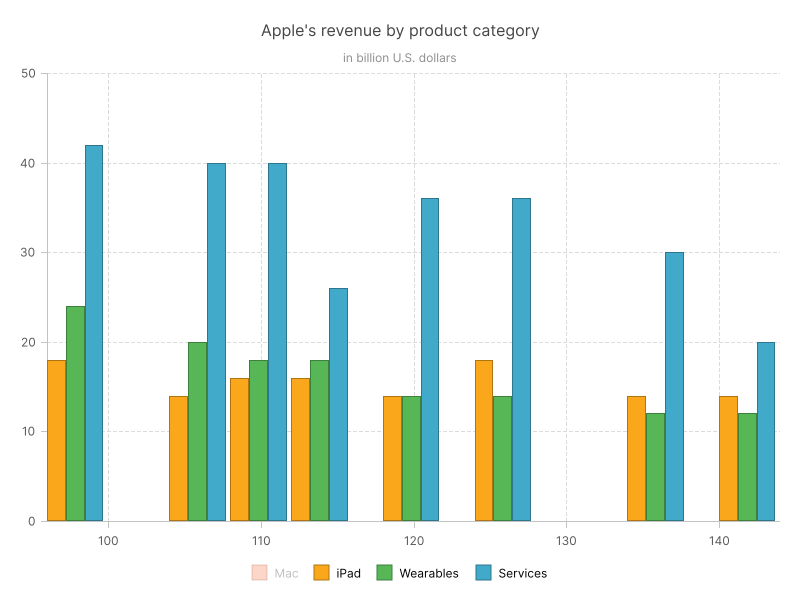 Apple's revenue by product category
in billion U.S. dollars
50
40
30
20
10
0
100 110 120 130 140
Mac iPad Wearables Services